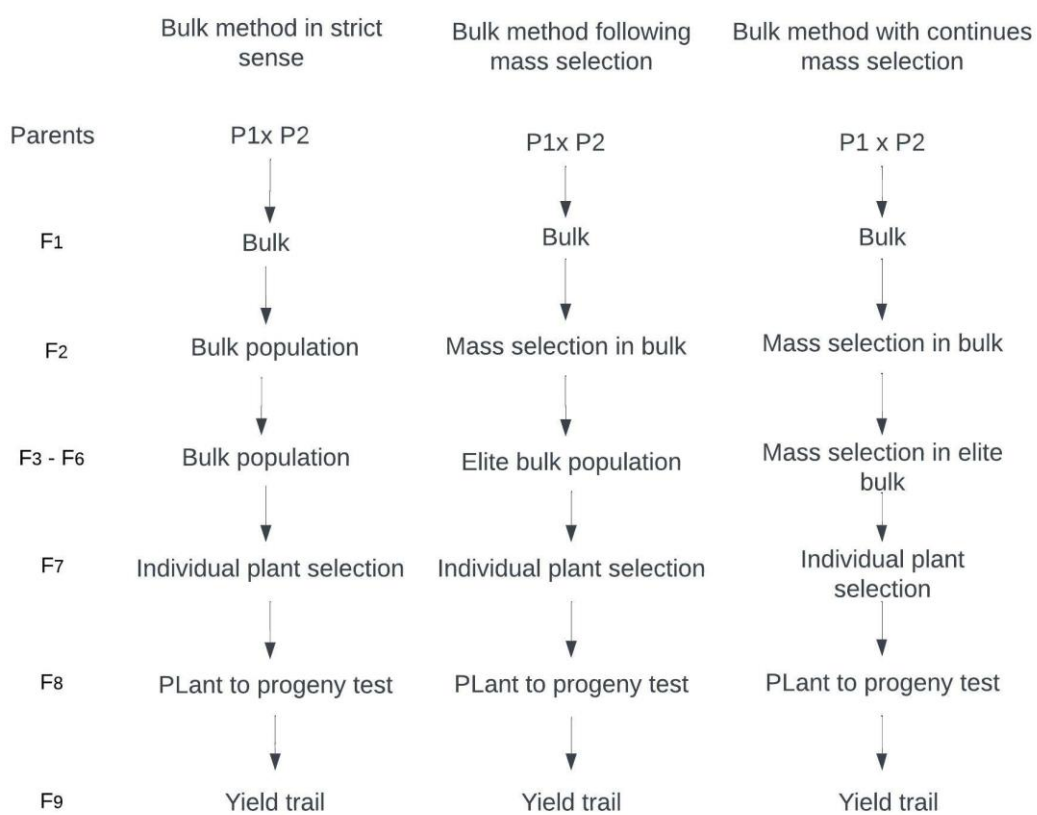 Bulk method in strict
sense
Bulk method following
mass selection
Bulk method with continues
mass selection
Parents
P1x P2
P1x P2
P1 x P2
F1
Bulk
Bulk
Bulk
F2
Bulk population
Mass selection in bulk
Mass selection in bulk
F3 - F6
Bulk population
Elite bulk population
Mass selection in elite
bulk
F7
Individual plant selection
Individual plant selection
Individual plant
selection
F8
PLant to progeny test
PLant to progeny test
PLant to progeny test
F9
Yield trail
Yield trail
Yield trail